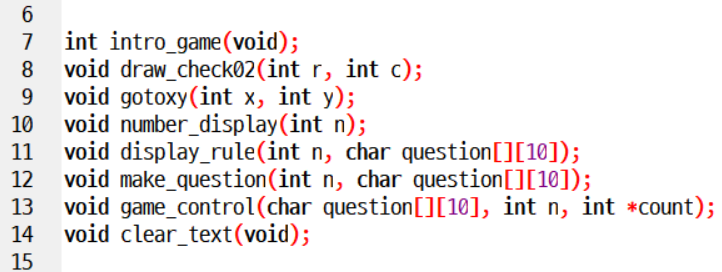 6
7 int intro_game(void);
8 void draw_check02(int r, int c);
9 void gotoxy(int x, int y);
10 void number_display(int n);
11 void display_rule(int n, char question[][10]);
12 void make_question(int n, char question[][10]);
13 void game_control(char question[][10], int n, int *count);
14 void clear_text(void);
15